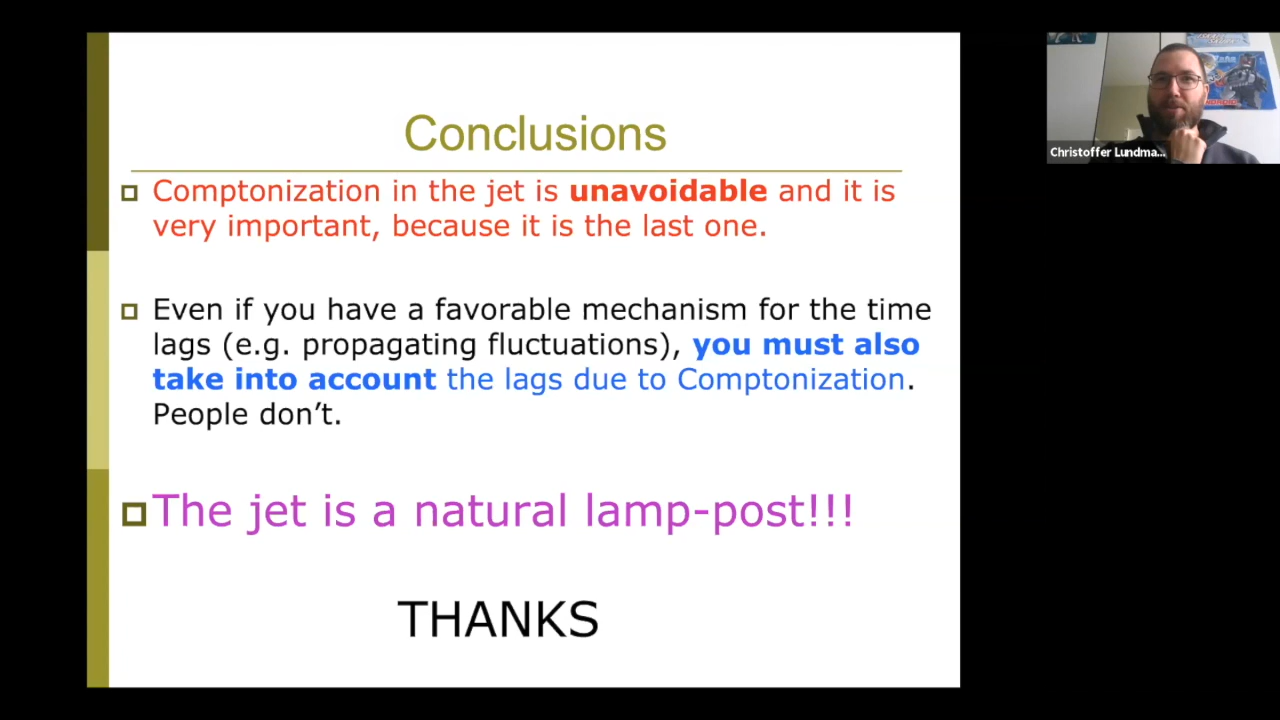 Conclusions
Comptonization in the jet is unavoidable and it is
very important, because it is the last one.
Even if you have a favorable mechanism for the time
lags (e.g. propagating fluctuations), you must also
take into account the lags due to Comptonization.
People don’t.
The jet is a natural lamp-post!!!
THANKS
Christoffer Lundma...